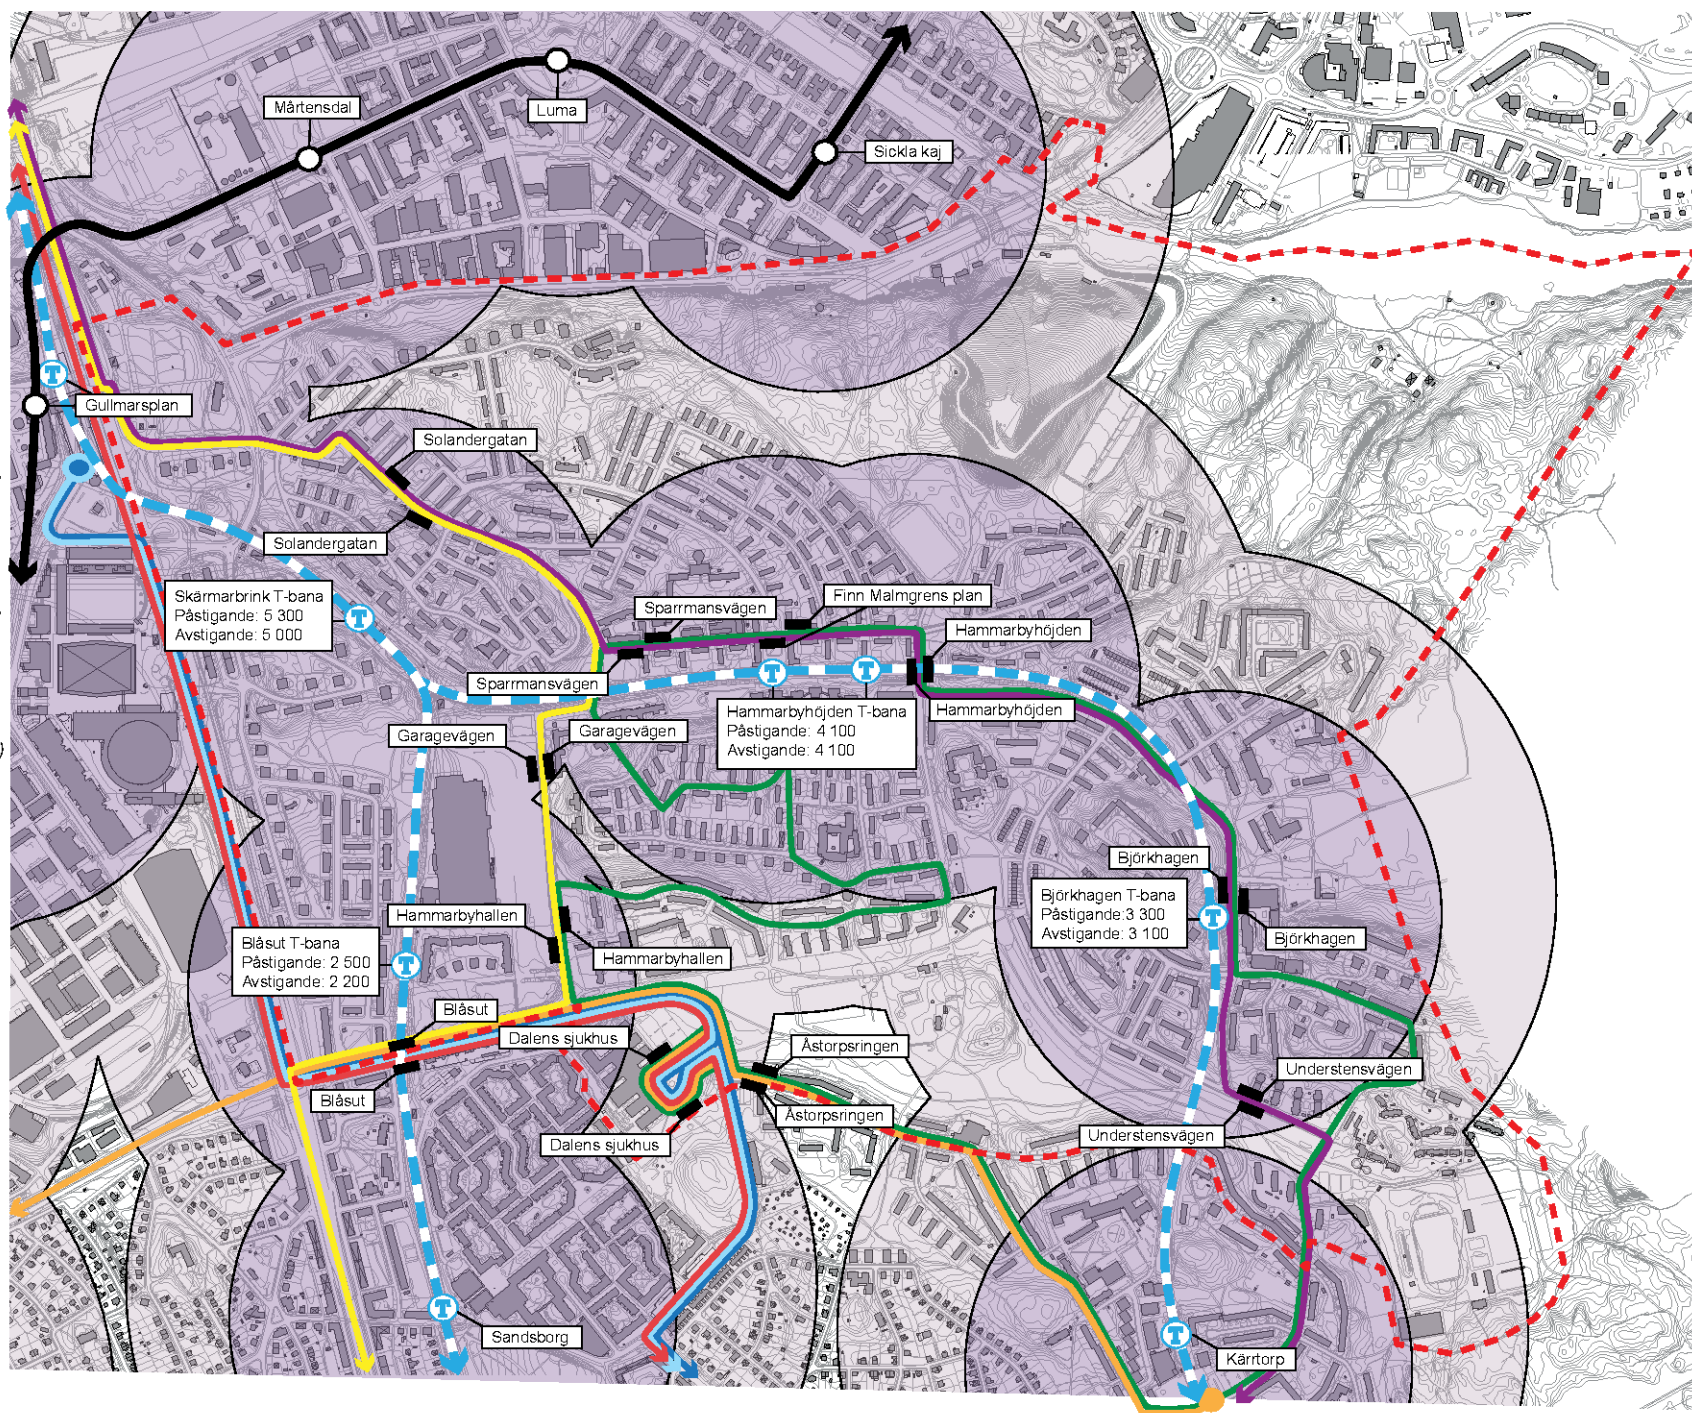 Mårtensdal
Luma
Sickla kaj
Gullmarsplan
Solandergatan
Solandergatan
Skärmarbrink T-bana
Påstigande: 5 300
Avstigande: 5 000
Sparrmansvägen
Finn Malmgrens plan
Hammarbyhöjden
Sparrmansvägen
Hammarbyhöjden T-bana
Påstigande: 4 100
Avstigande: 4 100
Hammarbyhöjden
Garagevägen
Garagevägen
Björkhagen
Björkhagen T-bana
Påstigande:3 300
Avstigande: 3 100
Björkhagen
Hammarbyhallen
Hammarbyhallen
Blåsut T-bana
Påstigande: 2 500
Avstigande: 2 200
Blåsut
Dalens sjukhus
Åstorpsringen
Understensvägen
Blåsut
Åstorpsringen
Dalens sjukhus
Understensvägen
Sandsborg
Kärrtorp
T
T
T
T
T
T
T
T